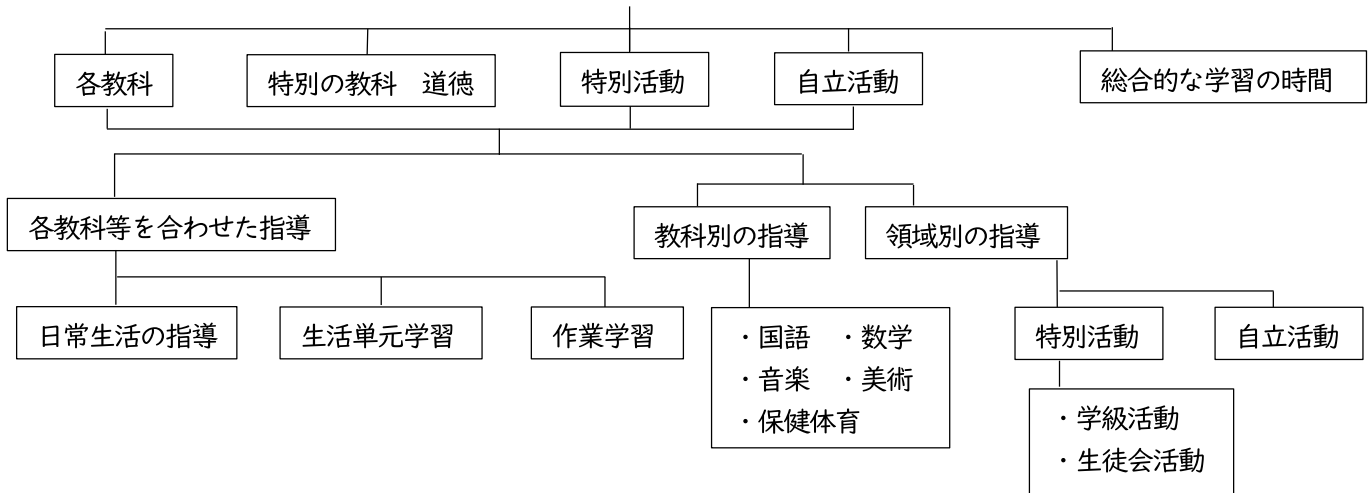 各教科
特別の教科　道徳
特別活動
自立活動
総合的な学習の時間
各教科等を合わせた指導
教科別の指導
領域別の指導
日常生活の指導
生活単元学習
作業学習
・国語　・数学
・音楽　・美術
・保健体育
特別活動
自立活動
・学級活動
・生徒会活動